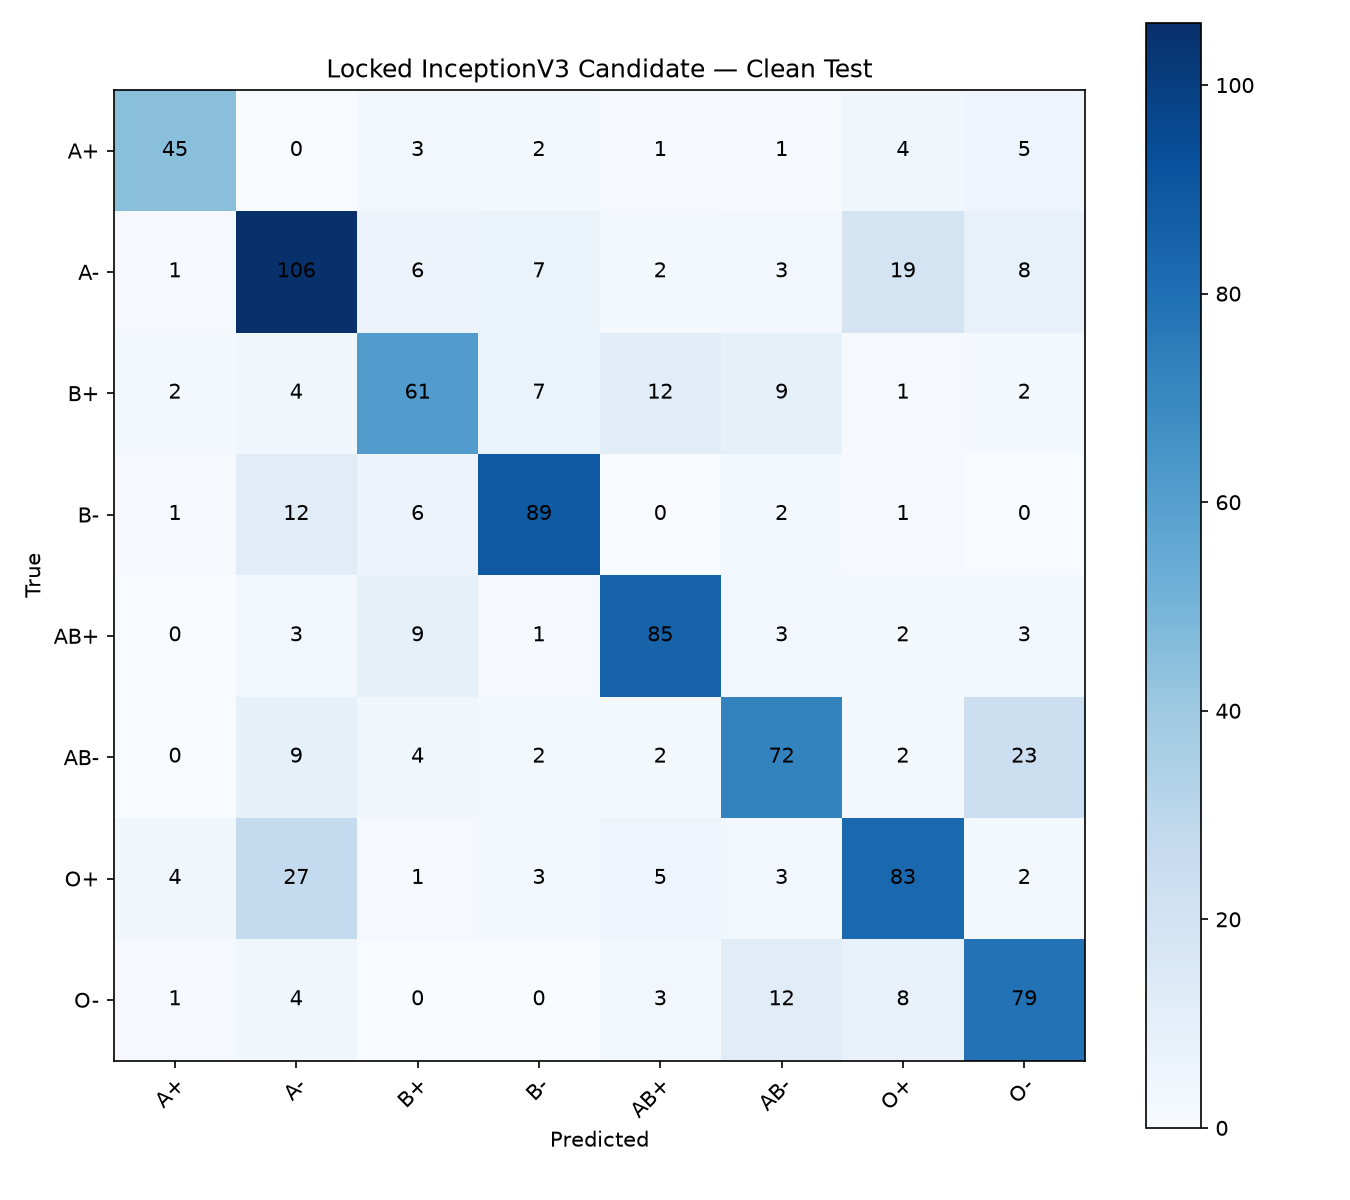 Locked InceptionV3 Candidate — Clean Test
100
A+ 45 0 3 2 1 1 4 5
A- 1 106 6 7 2 3 19 8
80
B+ 2 4 61 7 12 9 1 2
60
B- 1 12 6 89 0 2 1 0
True
AB+ 0 3 9 1 85 3 2 3
40
AB- 0 9 4 2 2 72 2 23
O+ 4 27 1 3 5 3 83 2
20
O- 1 4 0 0 3 12 8 79
A+ A- B+ B- AB+ AB- O+ O-
0
Predicted